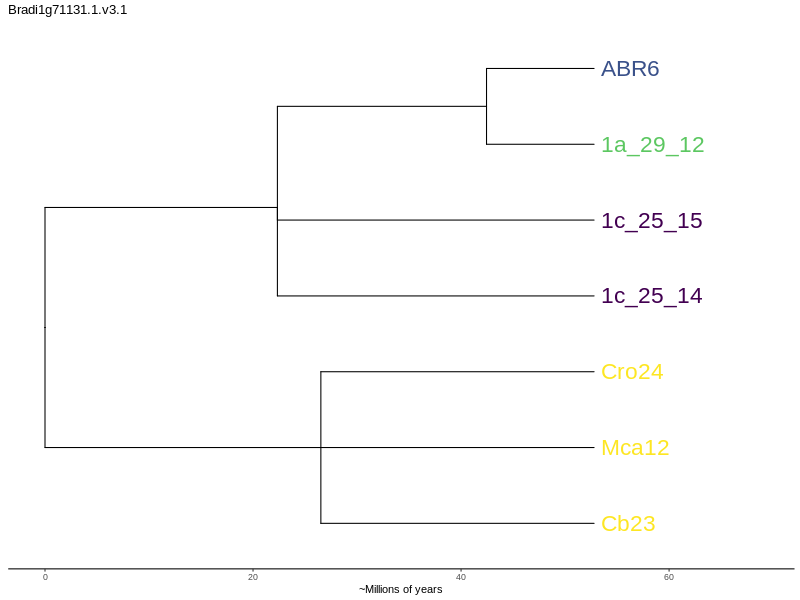 Bradi1g71131.1.v3.1
ABR6
1a_29_12
1c_25_15
1c_25_14
Cro24
Mca12
Cb23
0 20 40 60
~Millions of years